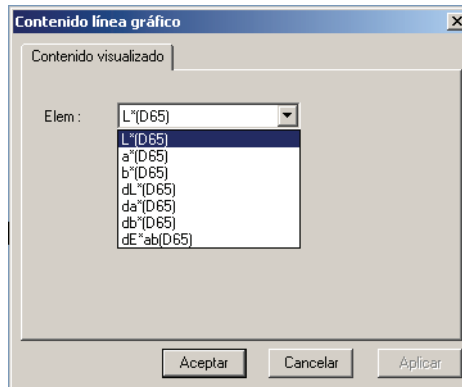 Contenido línea gráfico
Contenido visualizado
Elem : L*(D65)
L*(D65)
a*(D65)
b*(D65)
dL*(D65)
da*(D65)
db*(D65)
dE*ab(D65)
Aceptar Cancelar Aplicar